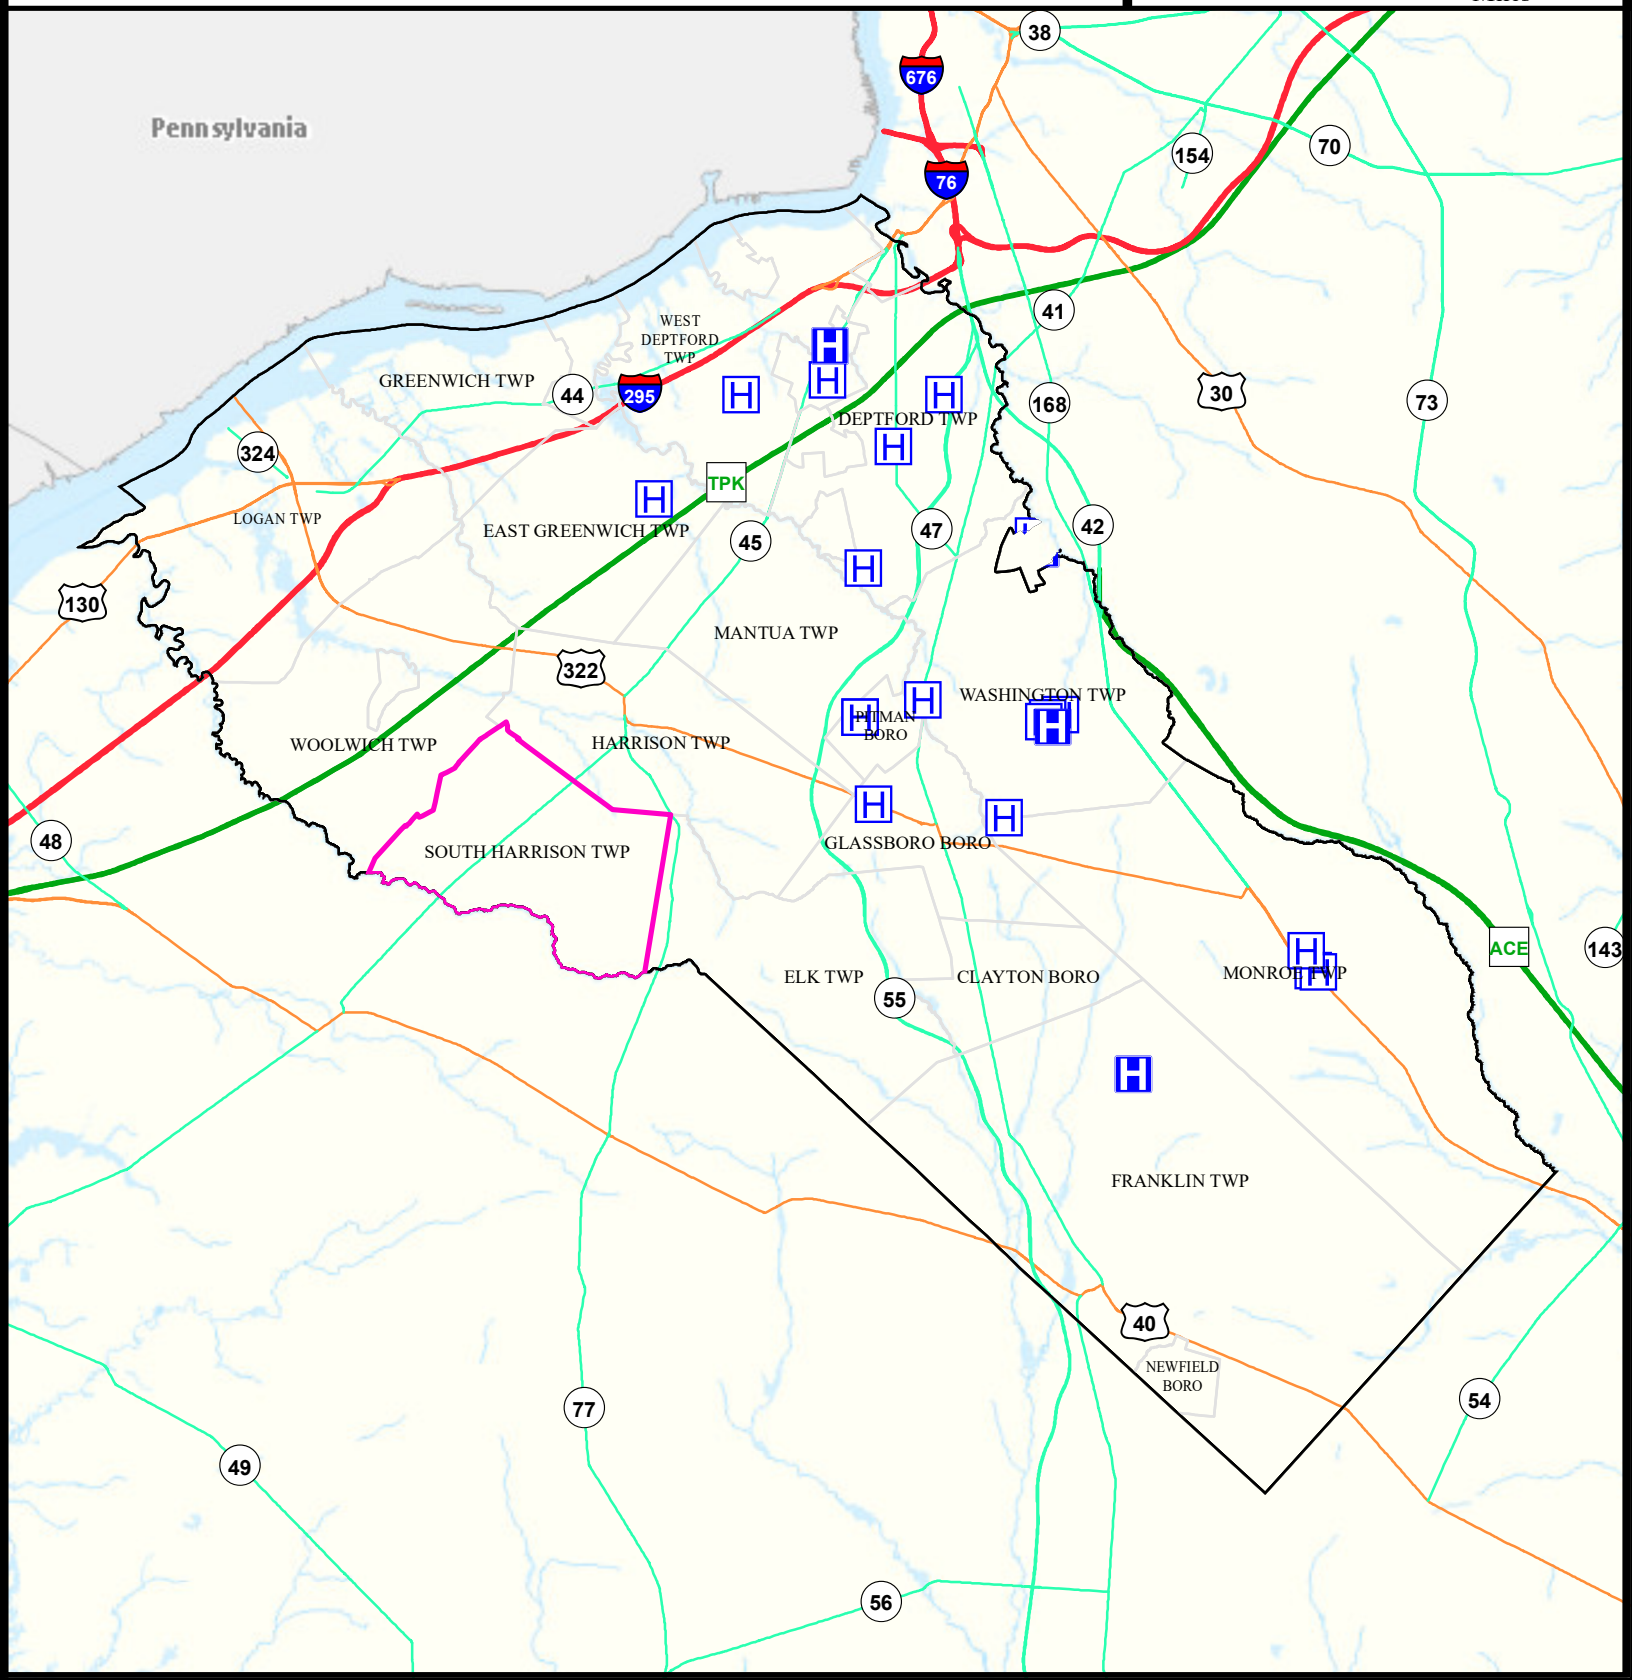 38
676
Pennsylvania
70
154
76
41
WEST
DEPTFORD
TWP
H
GREENWICH TWP
H
295
44
H
H
30
73
168
DEPTFORD TWP
H
324
TPK
H
LOGAN TWP
EAST GREENWICH TWP
47
42
45
H
130
MANTUA TWP
322
WASHINGTON TWP
H
H
PITMAN
BORO
H
WOOLWICH TWP
HARRISON TWP
H
H
48
GLASSBORO BORO
SOUTH HARRISON TWP
ACE
143
H
MONROE TWP
H
ELK TWP
CLAYTON BORO
55
H
FRANKLIN TWP
40
NEWFIELD
BORO
54
77
49
56